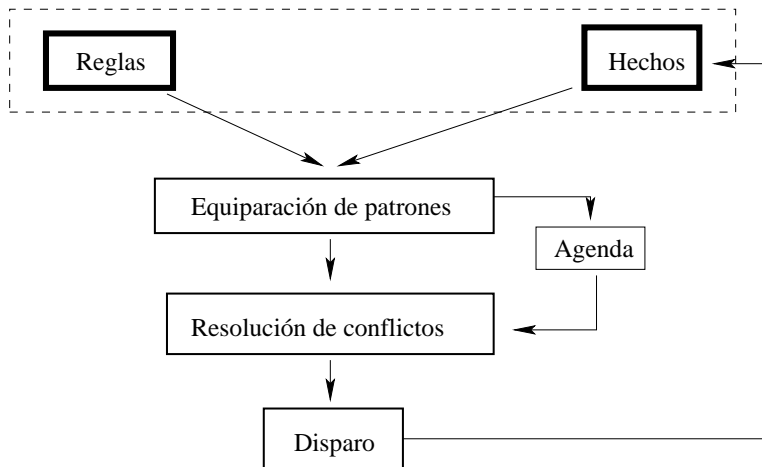 Reglas
Hechos
Equiparación de patrones
Agenda
Resolución de conflictos
Disparo